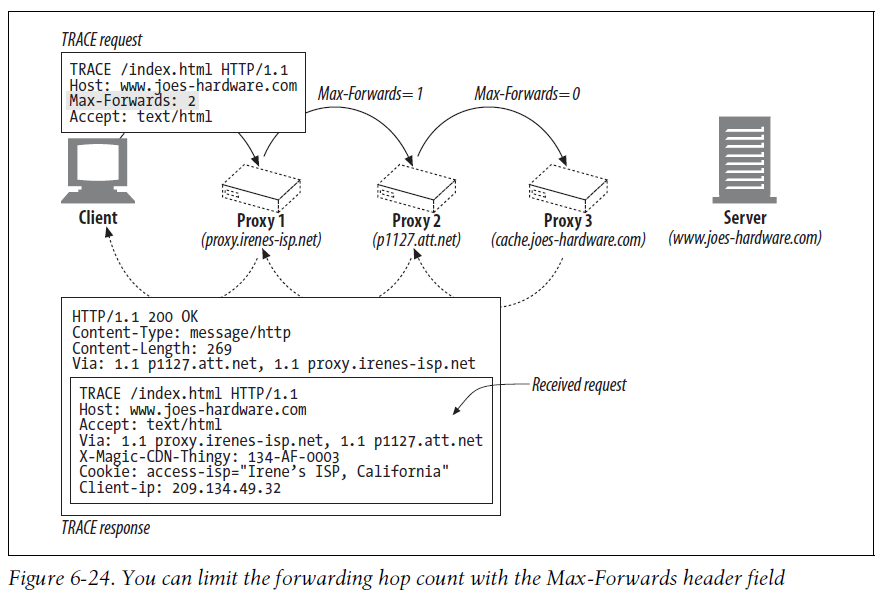 TRACE request
TRACE /index.html HTTP/1.1
Host: www.joes-hardware.com
Max-Forwards: 2
Accept: text/html
Max-Forwards=1
Max-Forwards=0
Client
Proxy 1
(proxy.irenes-isp.net)
Proxy 2
(p1127.att.net)
Proxy 3
(cache.joes-hardware.com)
Server
(www.joes-hardware.com)
HTTP/1.1 200 OK
Content-Type: message/http
Content-Length: 269
Via: 1.1 p1127.att.net, 1.1 proxy.irenes-isp.net
TRACE /index.html HTTP/1.1
Host: www.joes-hardware.com
Accept: text/html
Via: 1.1 proxy.irenes-isp.net, 1.1 p1127.att.net
X-Magic-CDN-Thingy: 134-AF-0003
Cookie: access-isp="Irene’s ISP, California"
Client-ip: 209.134.49.32
Received request
TRACE response
Figure 6-24. You can limit the forwarding hop count with the Max-Forwards header field